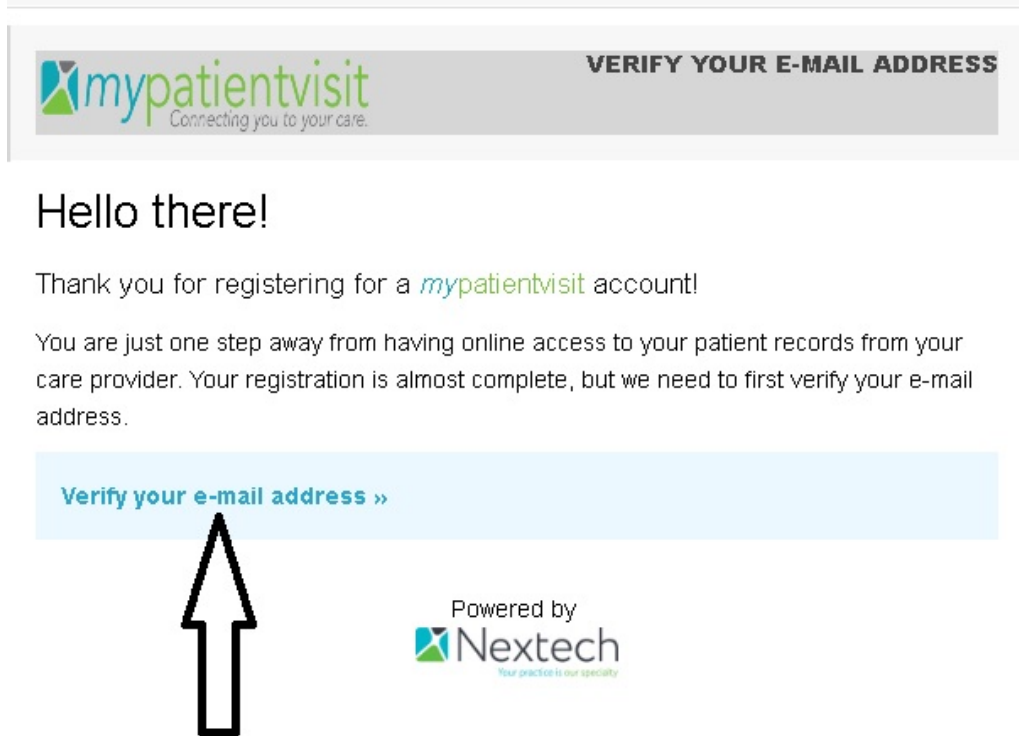 mypatientvisit
Connecting you to your care.
VERIFY YOUR E-MAIL ADDRESS
Hello there!
Thank you for registering for a mypatientvisit account!
You are just one step away from having online access to your patient records from your
care provider. Your registration is almost complete, but we need to first verify your e-mail
address.
Verify your e-mail address »
Powered by
Nextech
Your practice is our specialty